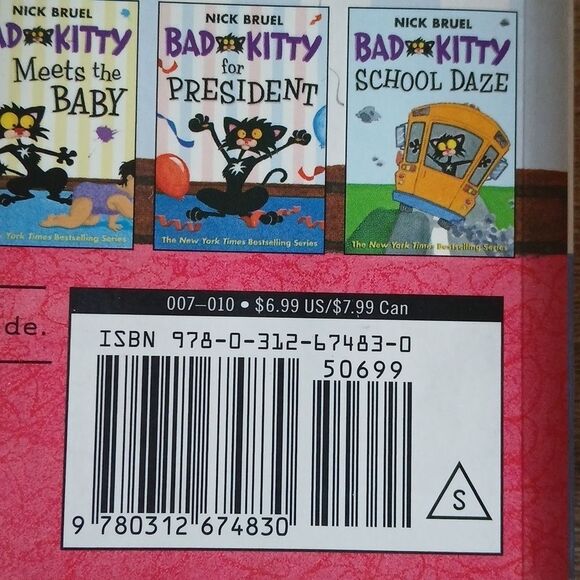 NICK BRUEL
AD KITTY
Meets the
BABY
York Times Bestselling Series
NICK BRUEL
BAD KITTY
for
PRESIDENT
The New York Times Bestselling Series
NICK BRUEL
BAD KITTY
SCHOOL DAZE
The New York Times Bestselling Series
de.
007–010 • $6.99 US/$7.99 Can
ISBN 978-0-312-67483-0
50699
9 780312 674830
S